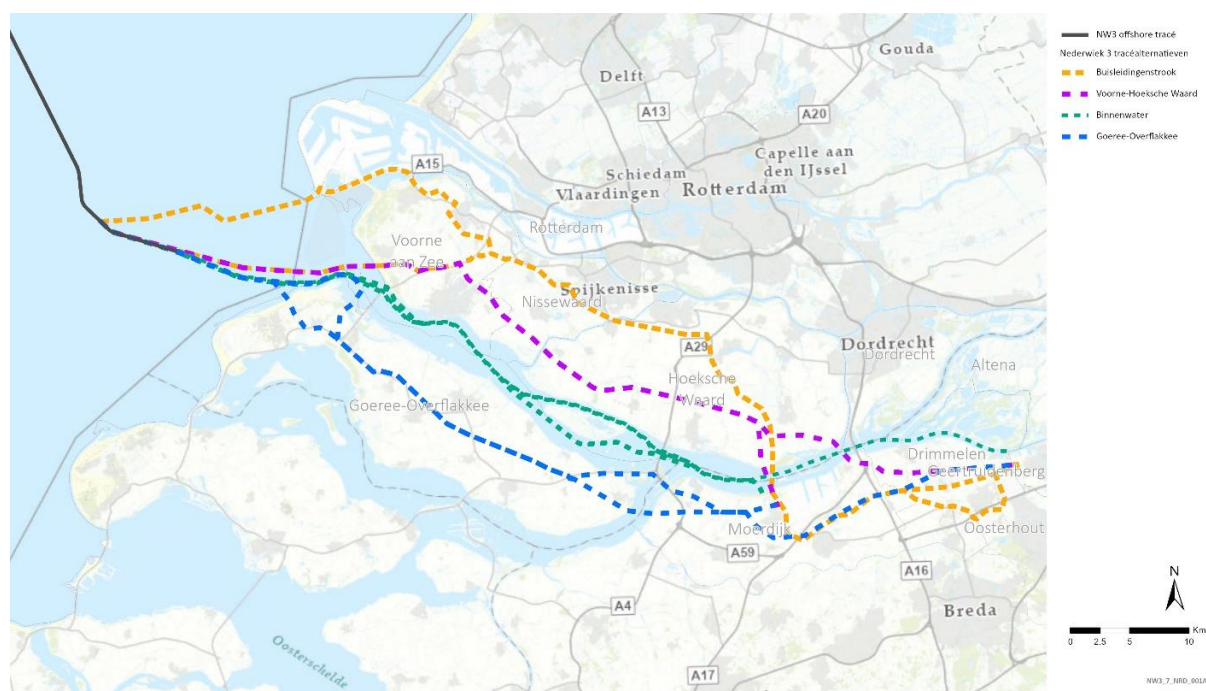 Gouda
Delft
A13
A20
Capelle aan
den IJssel
Schiedam
Vlaardingen
Rotterdam
A15
Rotterdam
Voorne
aan Zee
Nissewaard
Spijkenisse
A29
Dordrecht
Dordrecht
Altena
Hoeksche
Waard
Goeree-Overflakkee
Drimmelen
Geertruidenberg
Moerdijk
Oosterhout
A59
A16
A4
Breda
A17
Oosterschelde
NW3 offshore tracé
Nederwiek 3 tracéalternatieven
Buisleidingenstrook
Voorne-Hoeksche Waard
Binnenwater
Goeree-Overflakkee
N
Km
0 2.5 5 10